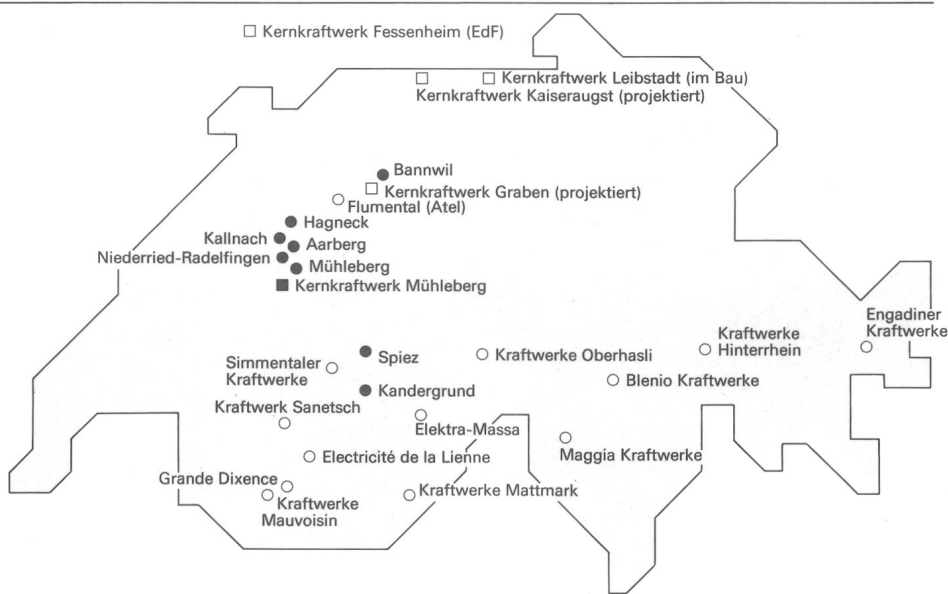 Kernkraftwerk Fessenheim (EdF)
Kernkraftwerk Leibstadt (im Bau)
Kernkraftwerk Kaiseraugst (projektiert)
Bannwil
Kernkraftwerk Graben (projektiert)
Flumental (Atel)
Hagneck
Kallnach
Aarberg
Niederried-Radelfingen
Mühleberg
Kernkraftwerk Mühleberg
Engadiner
Kraftwerke
Kraftwerke
Hinterrhein
Spiez
Kraftwerke Oberhasli
Simmentaler
Kraftwerke
Blenio Kraftwerke
Kandergrund
Kraftwerk Sanetsch
Elektra-Massa
Maggia Kraftwerke
Electricité de la Lienne
Grande Dixence
Kraftwerke
Mauvoisin
Kraftwerke Mattmark